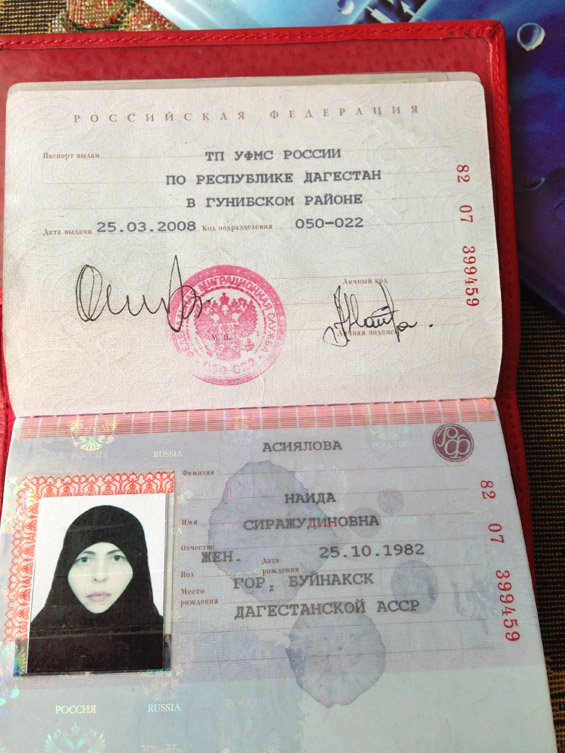 РОССИЙСКАЯ ФЕДЕРАЦИЯ
Паспорт выдан ТП УФМС РОССИИ
ПО РЕСПУБЛИКЕ ДАГЕСТАН
В ГУНИБСКОМ РАЙОНЕ
Дата выдачи 25.03.2008 Код подразделения 050-022
82 07 399459
Личный код
М.П.
Личная подпись
АСИЯЛОВА
РОССИЯ RUSSIA
Фамилия
НАИДА
Имя
СИРАЖУДИНОВНА
Отчество
Пол ЖЕН. Дата рождения 25.10.1982
Место рождения ГОР. БУЙНАКСК
ДАГЕСТАНСКОЙ АССР
82 07 399459
РОССИЯ RUSSIA